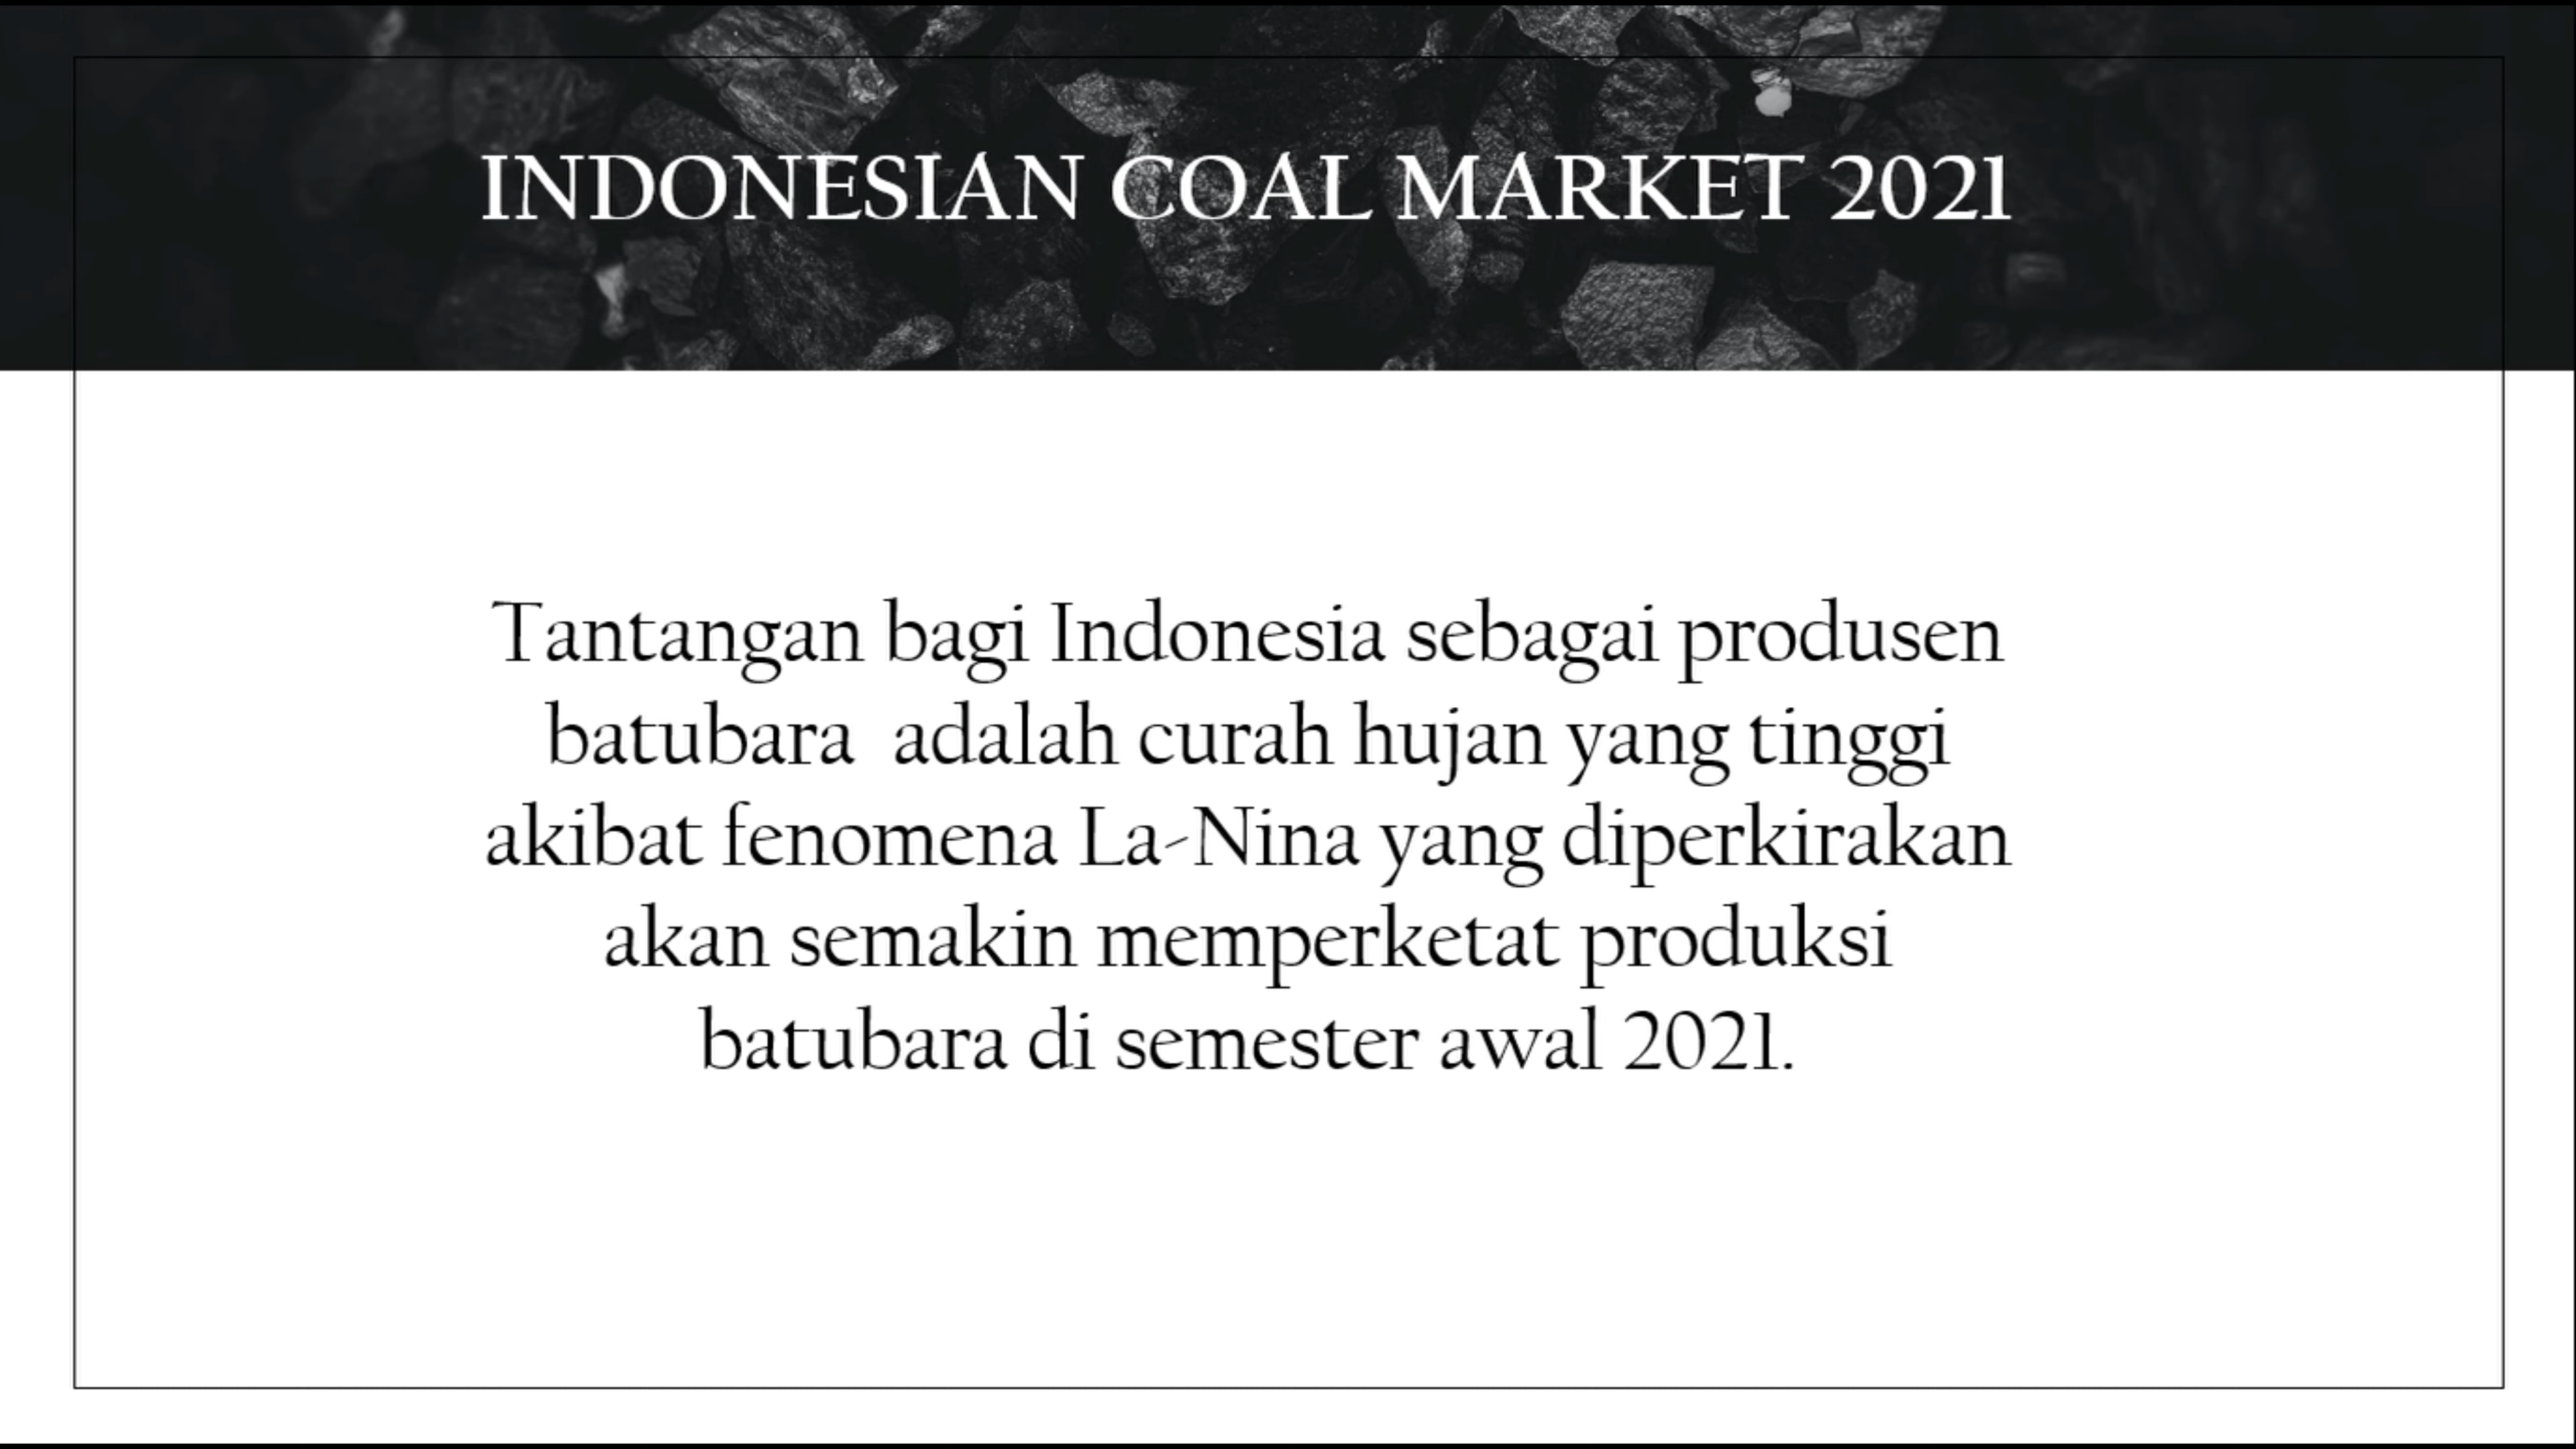 INDONESIAN COAL MARKET 2021
Tantangan bagi Indonesia sebagai produsen
batubara  adalah curah hujan yang tinggi
akibat fenomena La-Nina yang diperkirakan
akan semakin memperketat produksi
batubara di semester awal 2021.